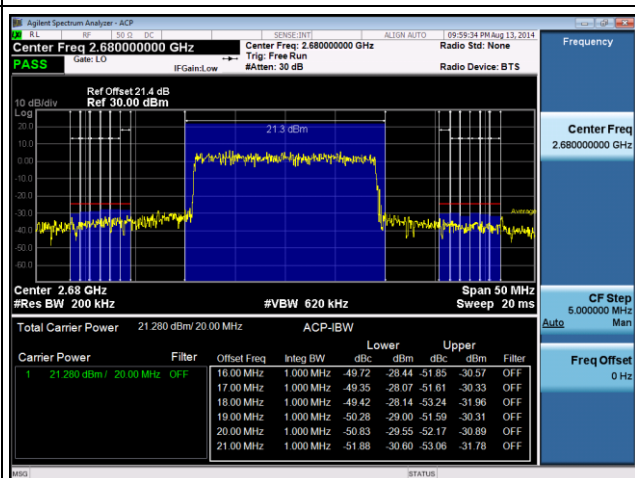 Agilent Spectrum Analyzer - ACP
RL RF 50 Ω DC SENSE:INT ALIGN AUTO 09:59:34 PM Aug 13, 2014
Center Freq 2.680000000 GHz
Center Freq: 2.680000000 GHz
Radio Std: None
PASS
Gate: LO
IFGain:Low
Trig: Free Run
#Atten: 30 dB
Radio Device: BTS
Ref Offset 21.4 dB
10 dB/div Ref 30.00 dBm
Log
20.0
10.0
0.00
-10.0
-20.0
-30.0
-40.0
-50.0
-60.0
21.3 dBm
Average
Center 2.68 GHz Span 50 MHz
#Res BW 200 kHz #VBW 620 kHz Sweep 20 ms
Total Carrier Power 21.280 dBm/ 20.00 MHz ACP-IBW
Lower Upper
Carrier Power Filter Offset Freq Integ BW dBc dBm dBc dBm Filter
1 21.280 dBm / 20.00 MHz OFF 16.00 MHz 1.000 MHz -49.72 -28.44 -51.85 -30.57 OFF
17.00 MHz 1.000 MHz -49.35 -28.07 -51.61 -30.33 OFF
18.00 MHz 1.000 MHz -49.42 -28.14 -53.24 -31.96 OFF
19.00 MHz 1.000 MHz -50.28 -29.00 -51.59 -30.31 OFF
20.00 MHz 1.000 MHz -50.83 -29.55 -52.17 -30.89 OFF
21.00 MHz 1.000 MHz -51.88 -30.60 -53.06 -31.78 OFF
MSG STATUS
Frequency
Center Freq
2.680000000 GHz
CF Step
5.000000 MHz
Auto Man
Freq Offset
0 Hz